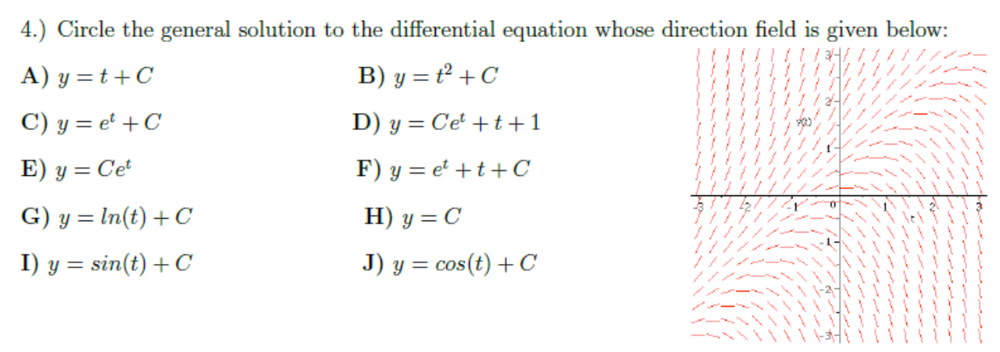 4.) Circle the general solution to the differential equation whose direction field is given below:
A) y = t + C
B) y = t² + C
C) y = eᵗ + C
D) y = Ceᵗ + t + 1
E) y = Ceᵗ
F) y = eᵗ + t + C
G) y = ln(t) + C
H) y = C
I) y = sin(t) + C
J) y = cos(t) + C
3
2
y(t)
1
-3 -2 -1 0 1 2 3
t
-1
-2
-3